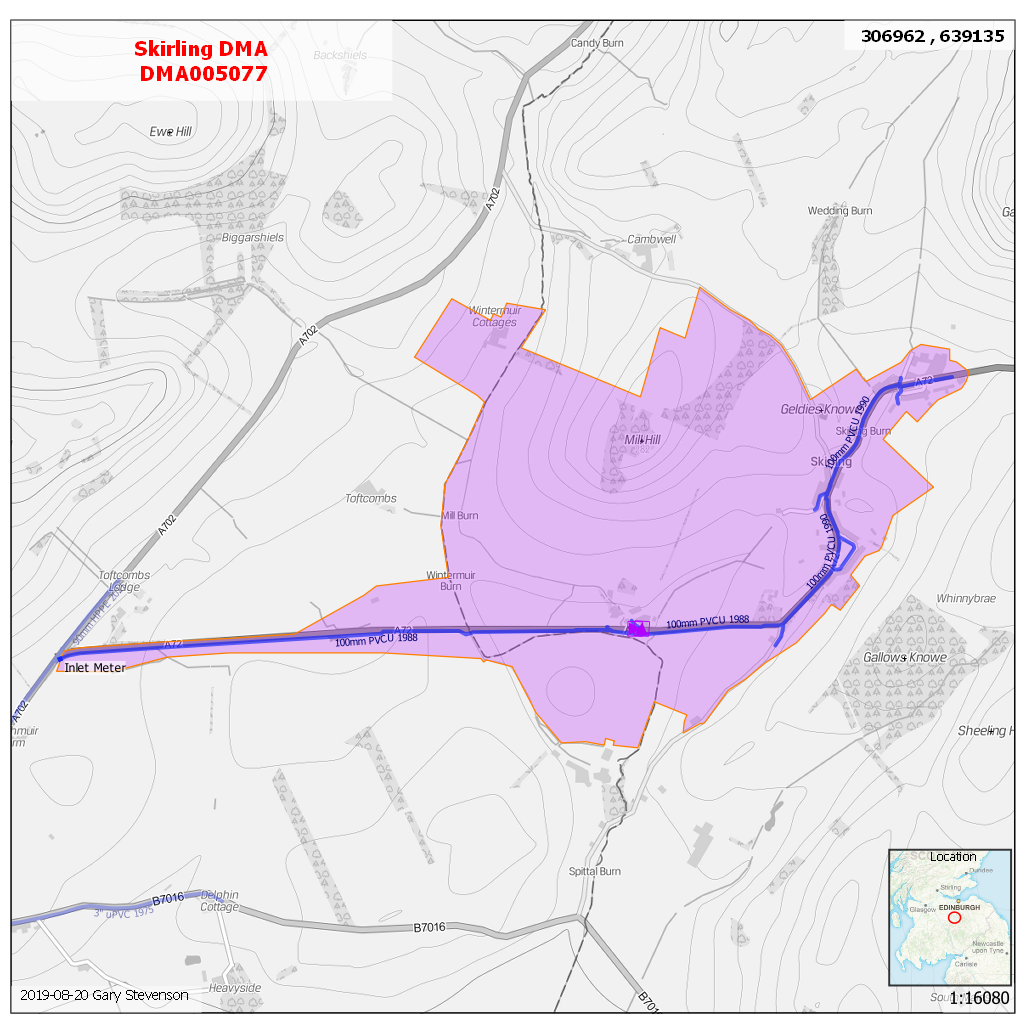 Skirling DMA
DMA005077
306962 , 639135
Candy Burn
Backshiels
Ewe Hill
A702
Wedding Burn
Biggarshiels
Cambwell
Wintermuir
Cottages
A702
A72
Geldies Knowe
100mm PVCU 1990
Skirling Burn
Mill Hill
Skirling
Toftcombs
Mill Burn
A702
100mm PVCU 1990
Toftcombs
Lodge
Wintermuir
Burn
Whinnybrae
A72
A72
100mm PVCU 1988
100mm PVCU 1988
Gallows Knowe
Inlet Meter
A702
Sheeling H
nmuir
rm
Spittal Burn
Delphin
Cottage
B7016
3" uPVC 1975
B7016
Heavyside
B701
Location
Dundee
Stirling
Glasgow
EDINBURGH
Newcastle
upon Tyne
Carlisle
2019-08-20 Gary Stevenson
1:16080